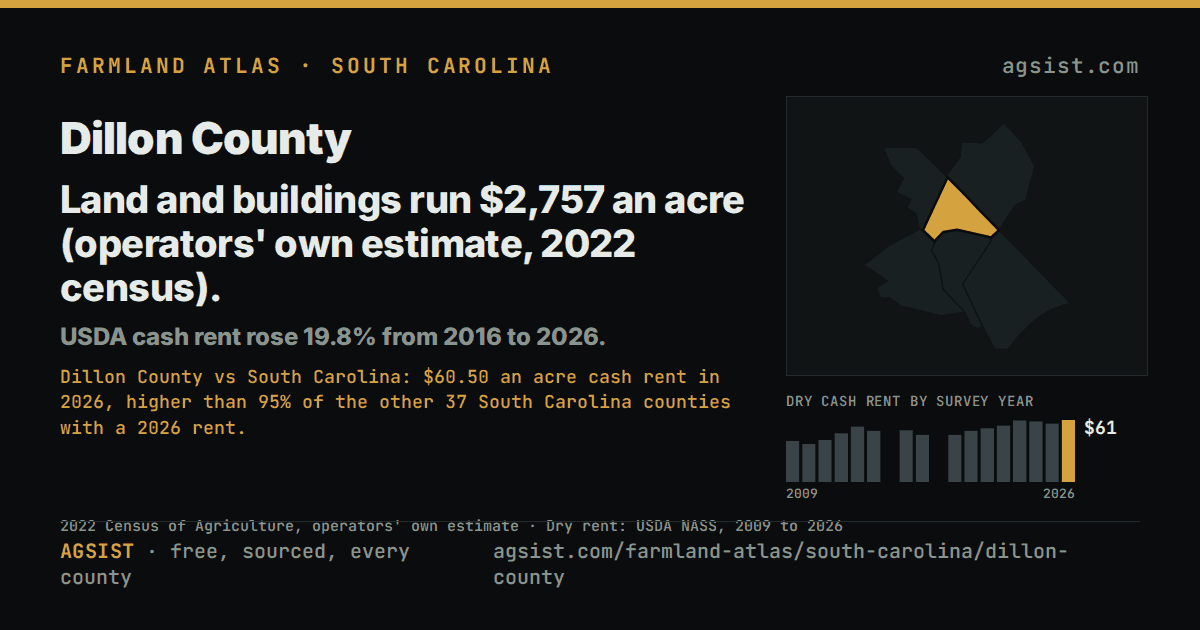 FARMLAND ATLAS · SOUTH CAROLINA
agsist.com
Dillon County
Land and buildings run $2,757 an acre
(operators' own estimate, 2022
census).
USDA cash rent rose 19.8% from 2016 to 2026.
Dillon County vs South Carolina: $60.50 an acre cash rent in
2026, higher than 95% of the other 37 South Carolina counties
with a 2026 rent.
DRY CASH RENT BY SURVEY YEAR
$61
2009
2026
2022 Census of Agriculture, operators' own estimate · Dry rent: USDA NASS, 2009 to 2026
AGSIST · free, sourced, every
county
agsist.com/farmland-atlas/south-carolina/dillon-
county